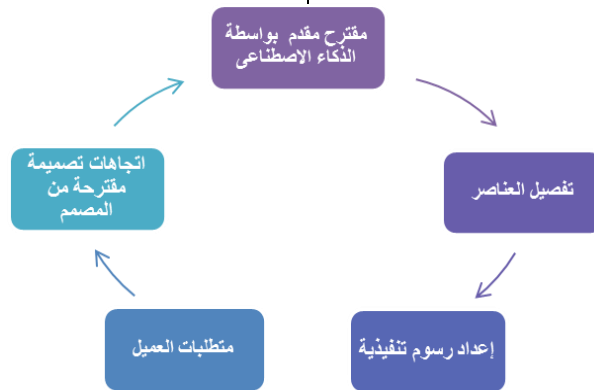 مقترح مقدم بواسطة
الذكاء الاصطناعى
تفصيل العناصر
إعداد رسوم تنفيذية
متطلبات العميل
اتجاهات تصميمة
مقترحة من
المصمم